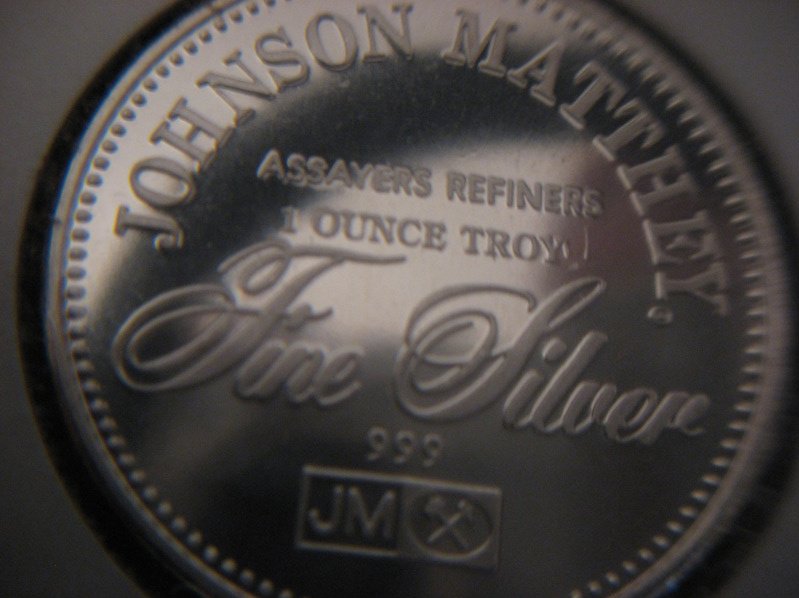 JOHNSON MATTHEY
ASSAYERS REFINERS
1 OUNCE TROY
Fine Silver
999
JM